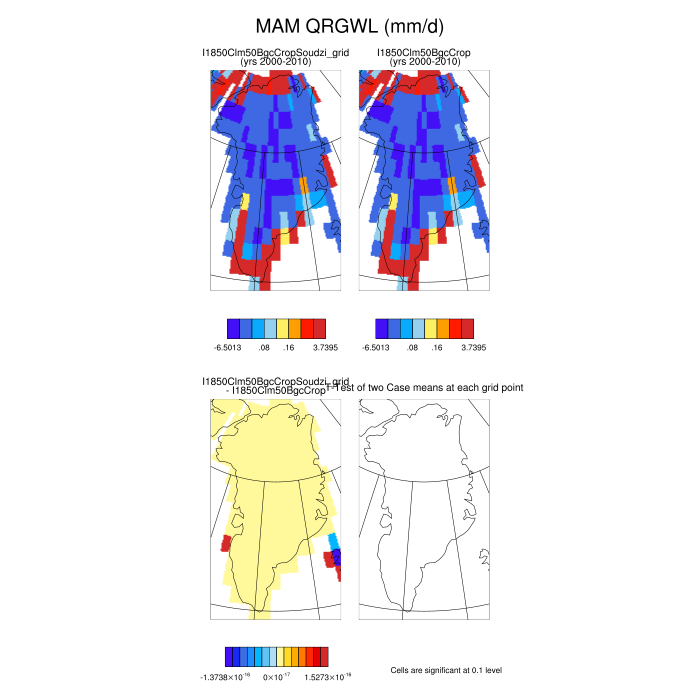 MAM QRGWL (mm/d)
I1850Clm50BgcCropSoudzi_grid
(yrs 2000-2010)
I1850Clm50BgcCrop
(yrs 2000-2010)
-6.5013 .08 .16 3.7395
-6.5013 .08 .16 3.7395
I1850Clm50BgcCropSoudzi_grid
- I1850Clm50BgcCrop
T-Test of two Case means at each grid point
-1.3738×10^-16 0×10^-17 1.5273×10^-16
Cells are significant at 0.1 level